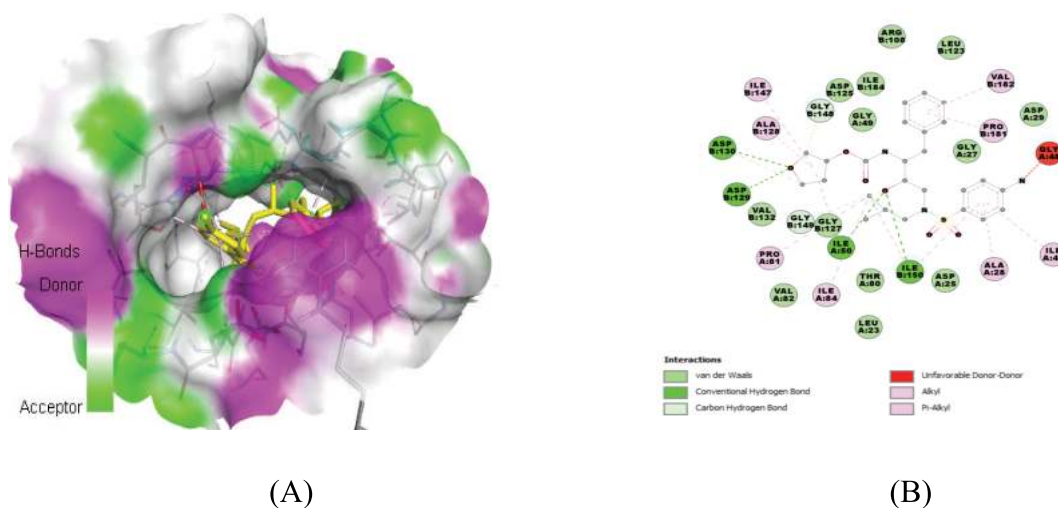 H-Bonds
Donor
Acceptor
(A)
ARG
B:108
LEU
B:123
ILE
B:147
ASP
B:125
ILE
B:184
VAL
B:182
GLY
B:148
GLY
A:49
ASP
A:29
ALA
B:128
PRO
B:181
ASP
B:130
GLY
A:27
GLY
A:48
ASP
B:129
VAL
B:132
GLY
B:149
GLY
B:127
ILE
A:50
PRO
A:81
ILE
B:150
ASP
A:25
ALA
A:28
THR
A:80
VAL
A:82
ILE
A:84
LEU
A:23
Interactions
van der Waals
Conventional Hydrogen Bond
Carbon Hydrogen Bond
Unfavorable Donor-Donor
Alkyl
Pi-Alkyl
(B)